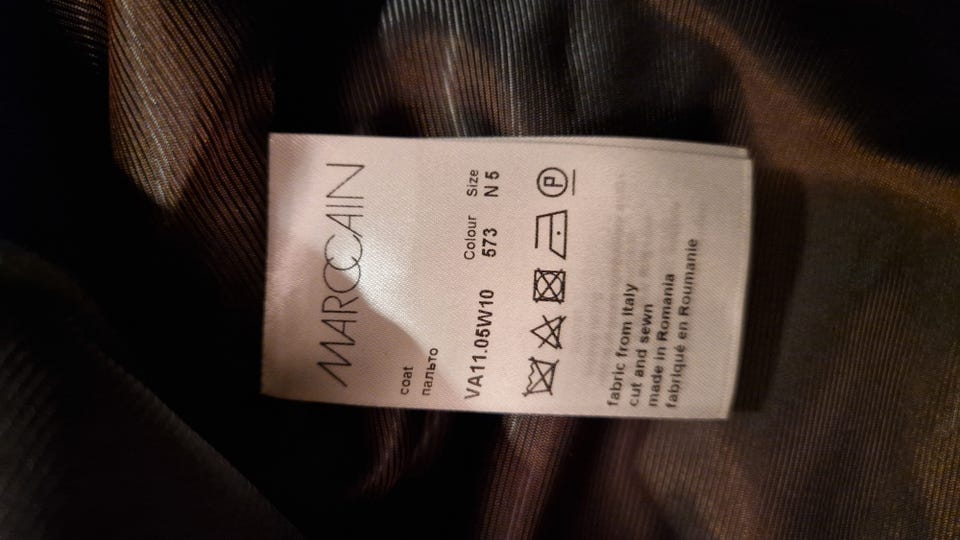 MARCCAIN
coat
пальто
Colour Size
VA11.05W10 573 N 5
P
fabric from Italy
cut and sewn
made in Romania
fabriqué en Roumanie